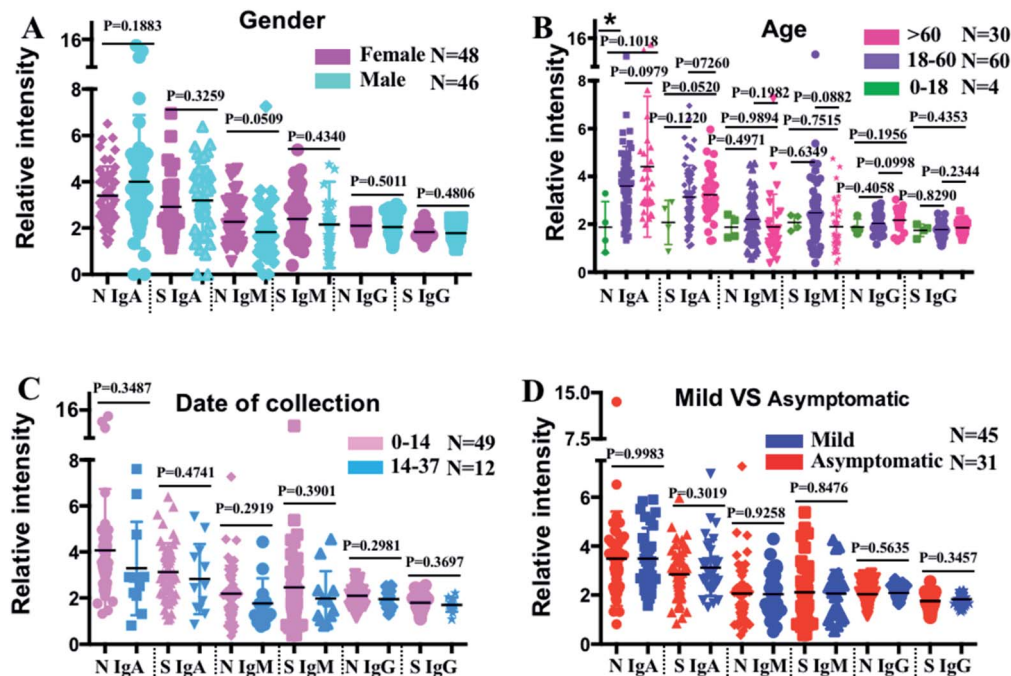 A
Gender
P=0.1883
16
Female N=48
Male N=46
P=0.3259
P=0.0509
P=0.4340
P=0.5011
P=0.4806
Relative intensity
8
6
4
2
0
N IgA S IgA N IgM S IgM N IgG S IgG
B
Age
*
16
P=0.1018
P=0.0979
>60 N=30
18-60 N=60
0-18 N=4
P=07260
P=0.0520
P=0.1220
P=0.1982
P=0.9894
P=0.4971
P=0.0882
P=0.7515
P=0.6349
P=0.1956
P=0.0998
P=0.4058
P=0.4353
P=0.2344
P=0.8290
Relative intensity
8
6
4
2
0
N IgA S IgA N IgM S IgM N IgG S IgG
C
Date of collection
P=0.3487
16
0-14 N=49
14-37 N=12
P=0.4741
P=0.2919
P=0.3901
P=0.2981
P=0.3697
Relative intensity
8
6
4
2
0
N IgA S IgA N IgM S IgM N IgG S IgG
D
Mild VS Asymptomatic
15.0
7.5
Mild N=45
Asymptomatic N=31
P=0.9983
P=0.3019
P=0.9258
P=0.8476
P=0.5635
P=0.3457
Relative intensity
6
4
2
0
N IgA S IgA N IgM S IgM N IgG S IgG